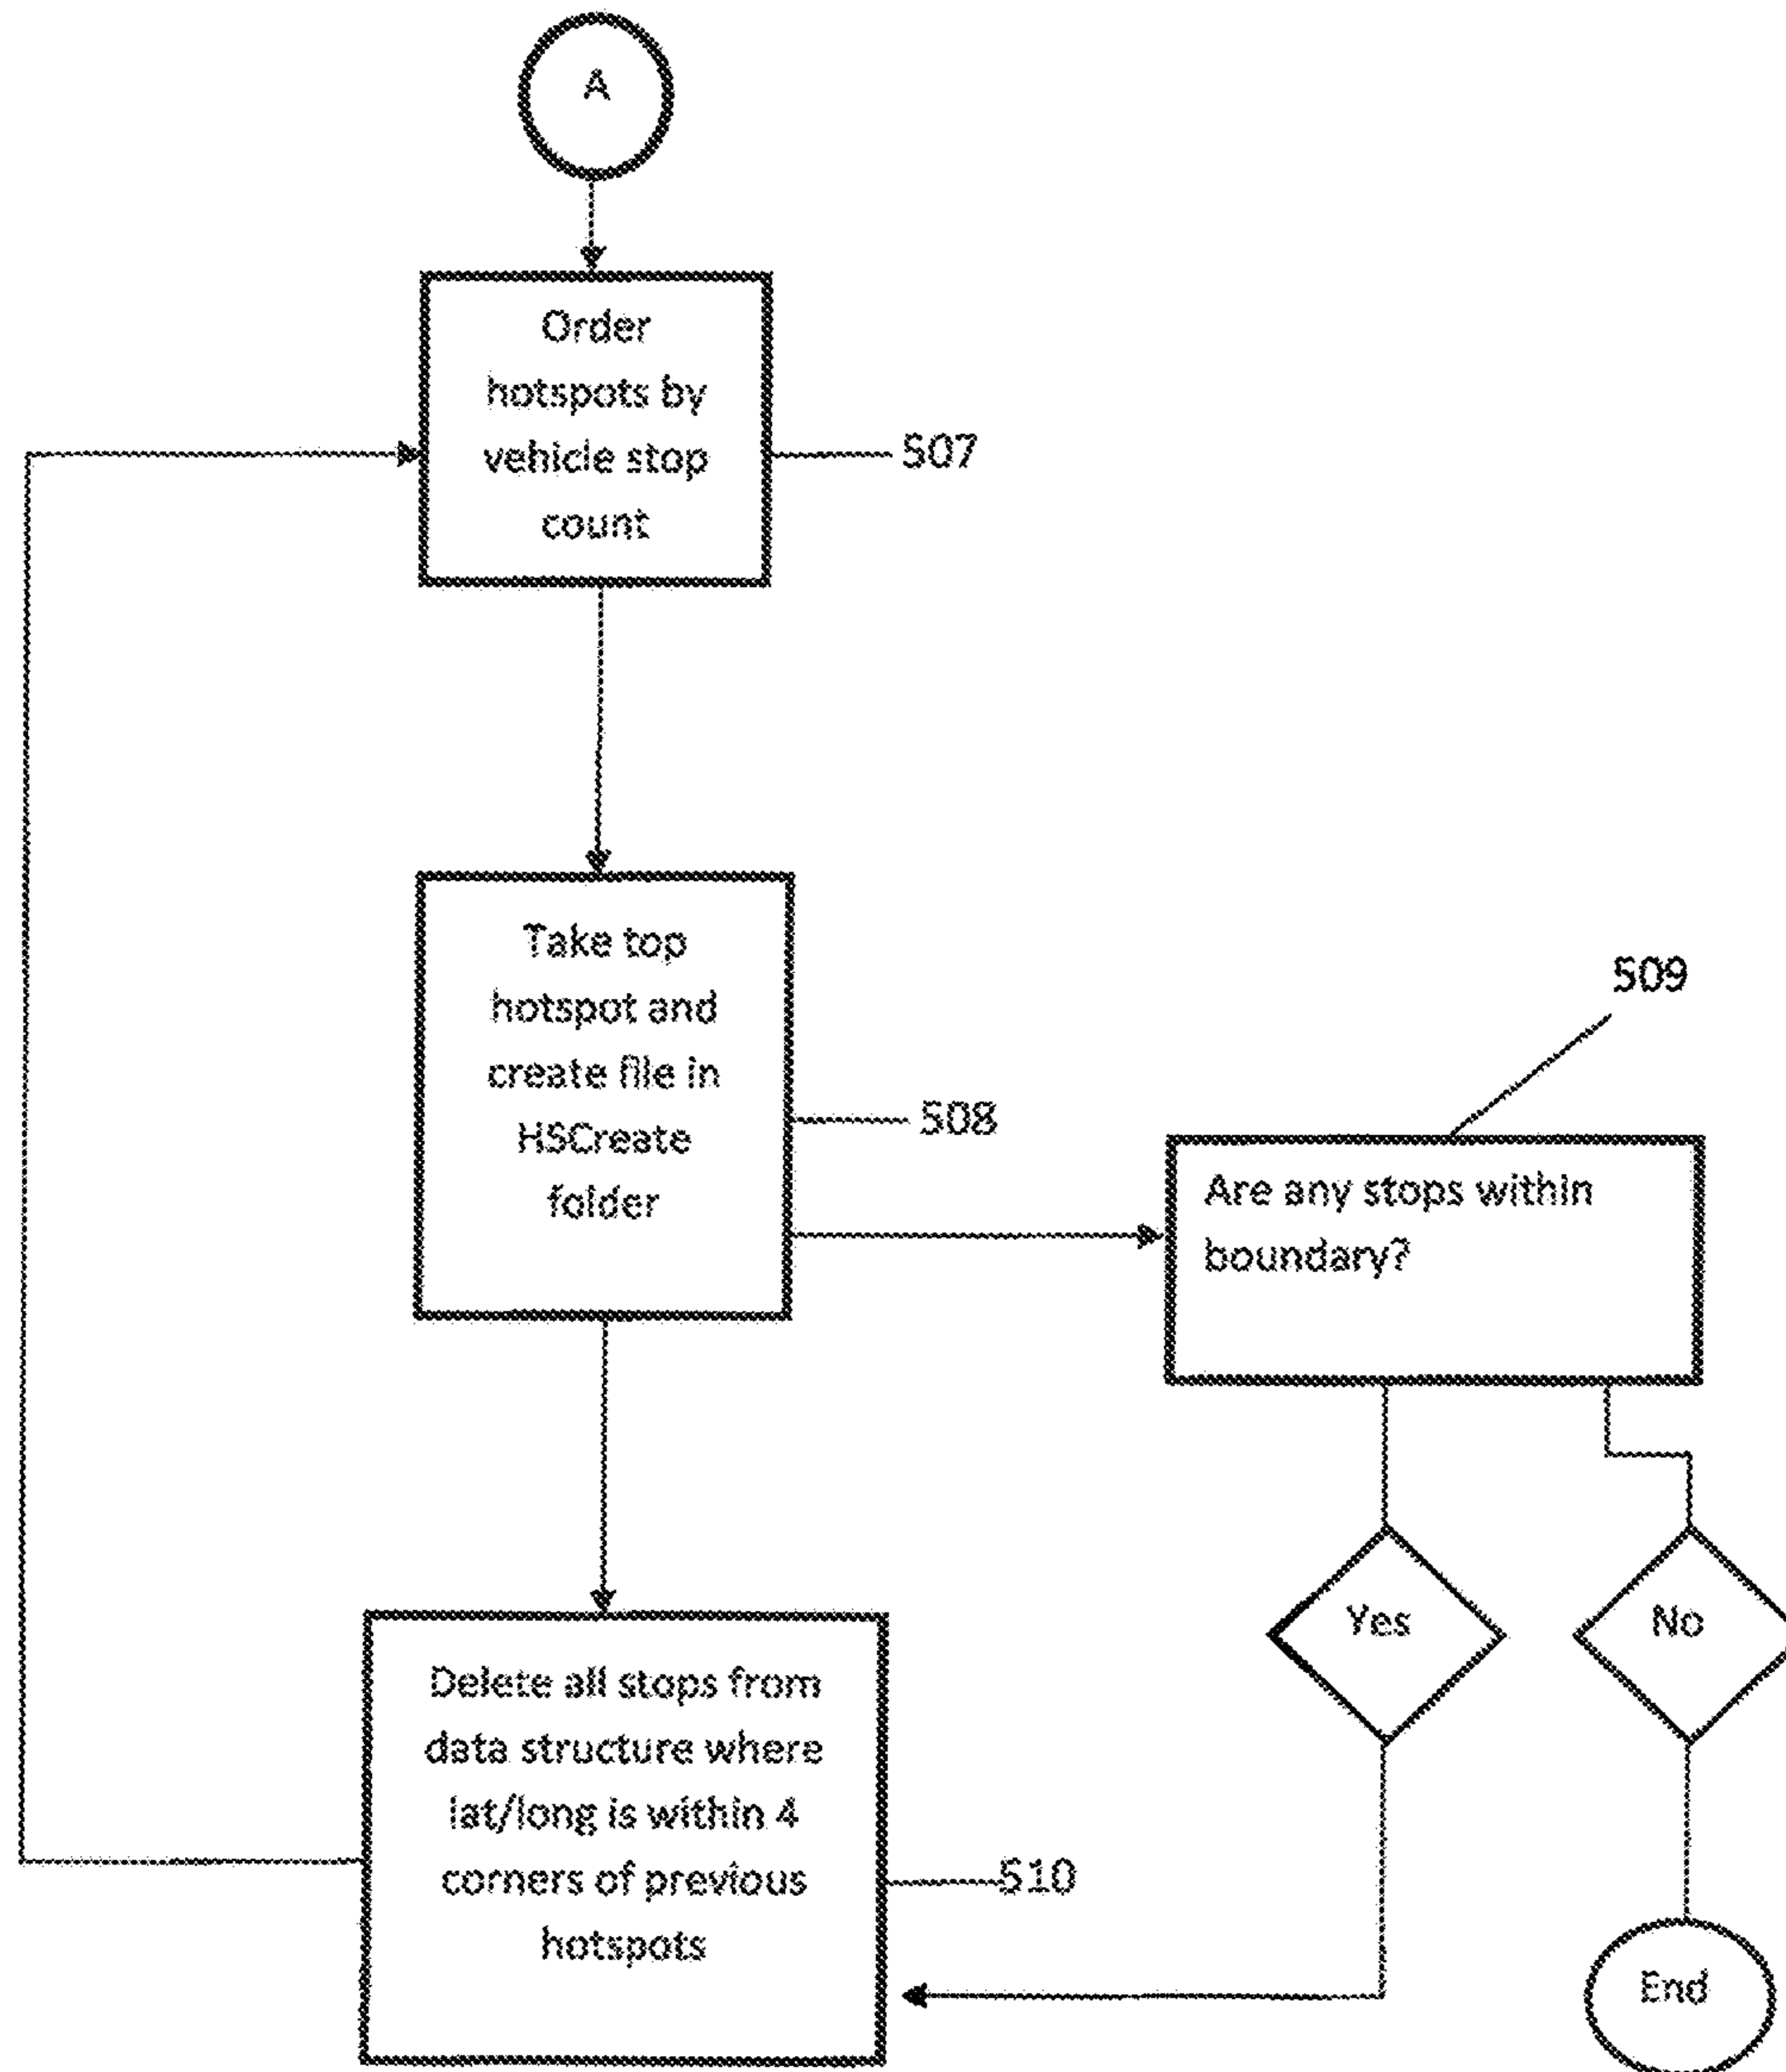 A
Order
hotspots by
vehicle stop
count
507
Take top
hotspot and
create file in
HSCreate
folder
508
509
Are any stops within
boundary?
Yes
No
Delete all stops from
data structure where
lat/long is within 4
corners of previous
hotspots
510
End